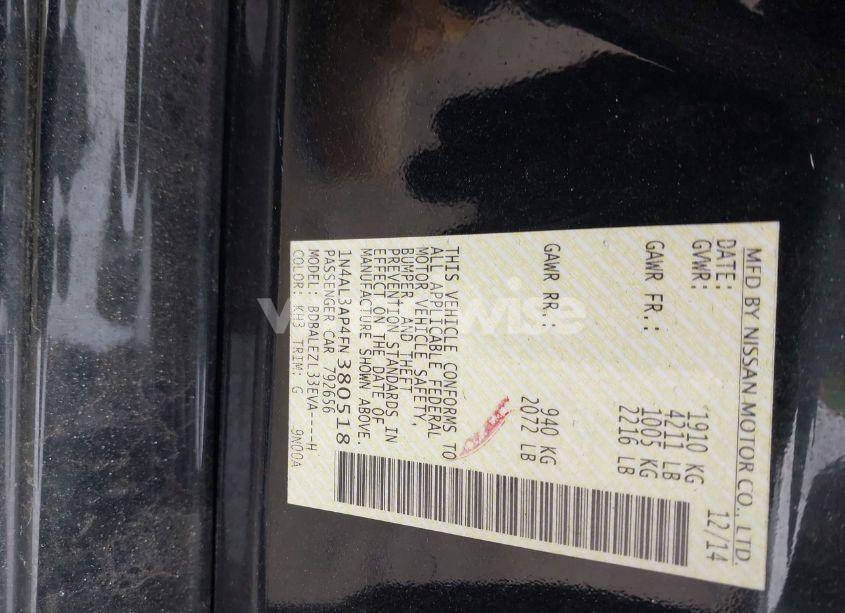 MFD BY NISSAN MOTOR CO., LTD.
DATE: 12/14
GVWR: 1910 KG
4211 LB
GAWR FR.: 1005 KG
2216 LB
GAWR RR.: 940 KG
2072 LB
THIS VEHICLE CONFORMS TO
ALL APPLICABLE FEDERAL
MOTOR VEHICLE SAFETY,
BUMPER, AND THEFT
PREVENTION STANDARDS IN
EFFECT ON THE DATE OF
MANUFACTURE SHOWN ABOVE.
1N4AL3AP4FN380518
PASSENGER CAR 792656
MODEL: BDBALEZL33EVA----H
COLOR: KH3 TRIM: G 9N00A